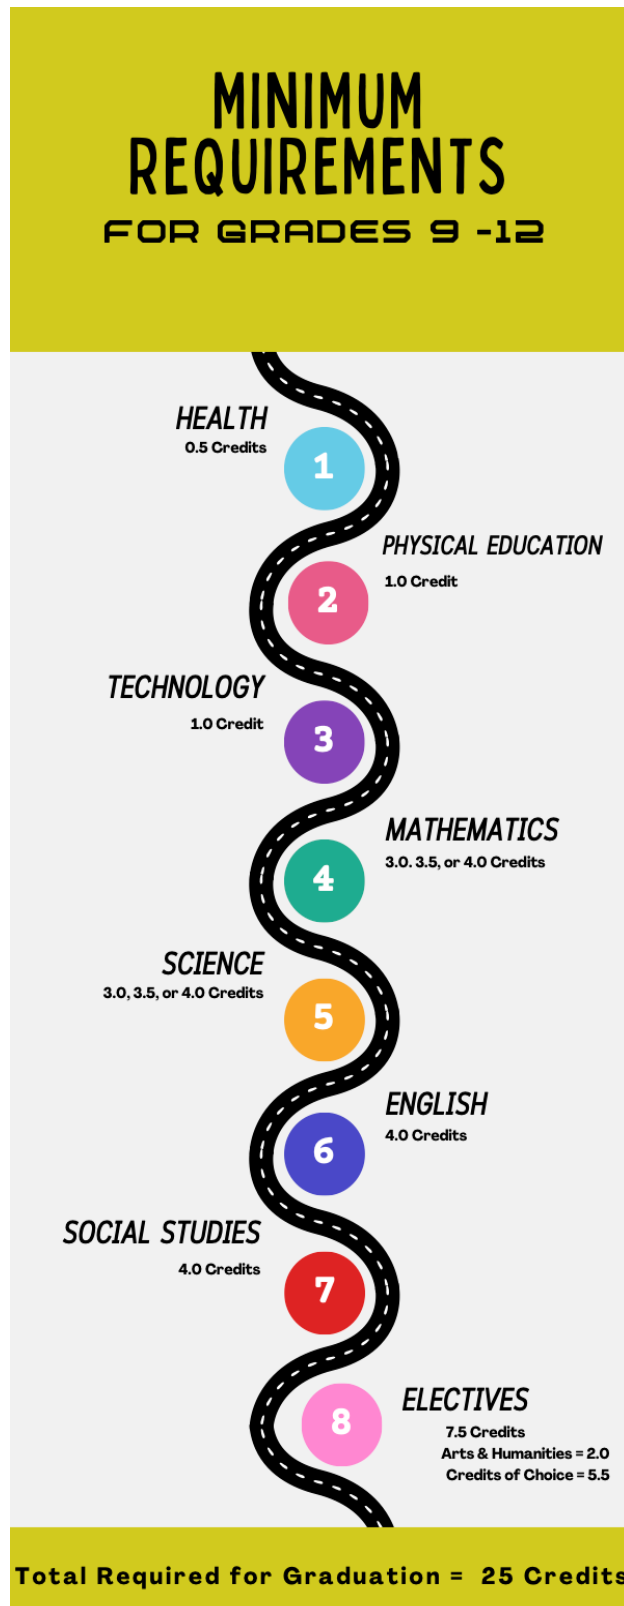 MINIMUM
REQUIREMENTS
FOR GRADES 9 -12
HEALTH
0.5 Credits
1
PHYSICAL EDUCATION
1.0 Credit
2
TECHNOLOGY
1.0 Credit
3
MATHEMATICS
3.0. 3.5, or 4.0 Credits
4
SCIENCE
3.0, 3.5, or 4.0 Credits
5
ENGLISH
4.0 Credits
6
SOCIAL STUDIES
4.0 Credits
7
ELECTIVES
8
7.5 Credits
Arts & Humanities = 2.0
Credits of Choice = 5.5
Total Required for Graduation = 25 Credits